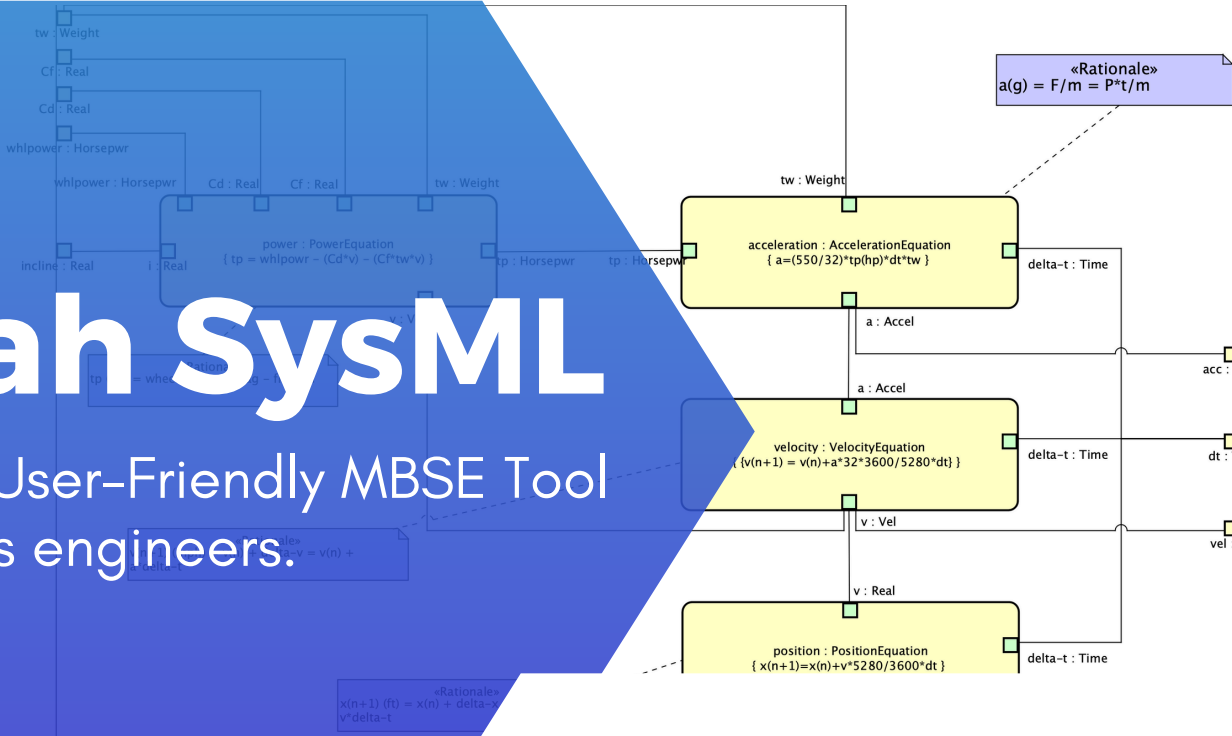 tw : Weight
Cf : Real
Cd : Real
whlpower : Horsepwr
whlpower : Horsepwr
Cd : Real
Cf : Real
tw : Weight
power : PowerEquation
{ tp = whlpowr − (Cd*v) − (Cf*tw*v) }
incline : Real
i : Real
tp : Horsepwr
tp : Horsepwr
«Rationale»
a(g) = F/m = P*t/m
tw : Weight
acceleration : AccelerationEquation
{ a=(550/32)*tp(hp)*dt*tw }
delta-t : Time
a : Accel
acc :
ah SysML
User-Friendly MBSE Tool
s engineers.
a : Accel
velocity : VelocityEquation
{ {v(n+1) = v(n)+a*32*3600/5280*dt} }
delta-t : Time
dt :
v : Vel
vel
«Rationale»
v : Real
position : PositionEquation
{ x(n+1)=x(n)+v*5280/3600*dt }
delta-t : Time
«Rationale»
x(n+1) (ft) = x(n) + delta-x
v*delta-t